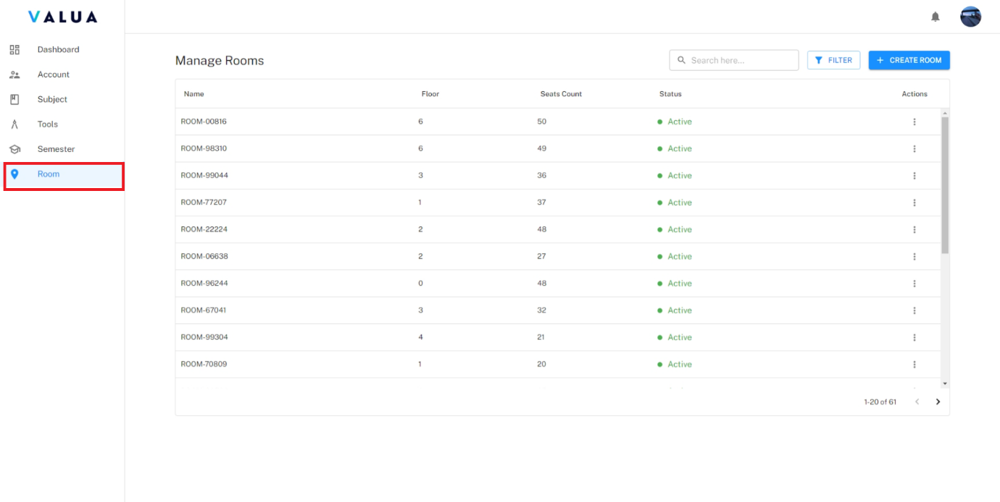 VALUA
Dashboard
Account
Subject
Tools
Semester
Room
Manage Rooms
Search here...
FILTER
+ CREATE ROOM
Name Floor Seats Count Status Actions
ROOM-00816 6 50 Active
ROOM-98310 6 49 Active
ROOM-99044 3 36 Active
ROOM-77207 1 37 Active
ROOM-22224 2 48 Active
ROOM-06638 2 27 Active
ROOM-96244 0 48 Active
ROOM-67041 3 32 Active
ROOM-99304 4 21 Active
ROOM-70809 1 20 Active
1-20 of 61